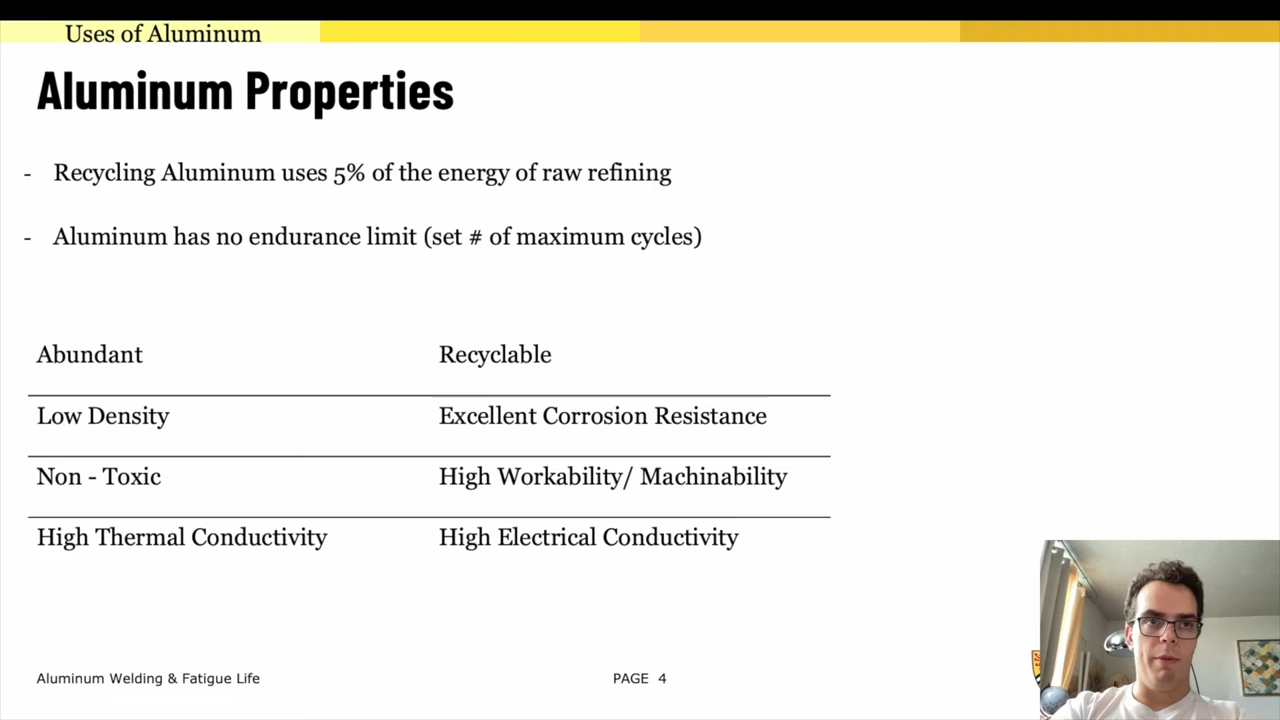 Uses of Aluminum
Aluminum Properties
- Recycling Aluminum uses 5% of the energy of raw refining
- Aluminum has no endurance limit (set # of maximum cycles)
Abundant Recyclable
Low Density Excellent Corrosion Resistance
Non - Toxic High Workability/ Machinability
High Thermal Conductivity High Electrical Conductivity
Aluminum Welding & Fatigue Life PAGE 4